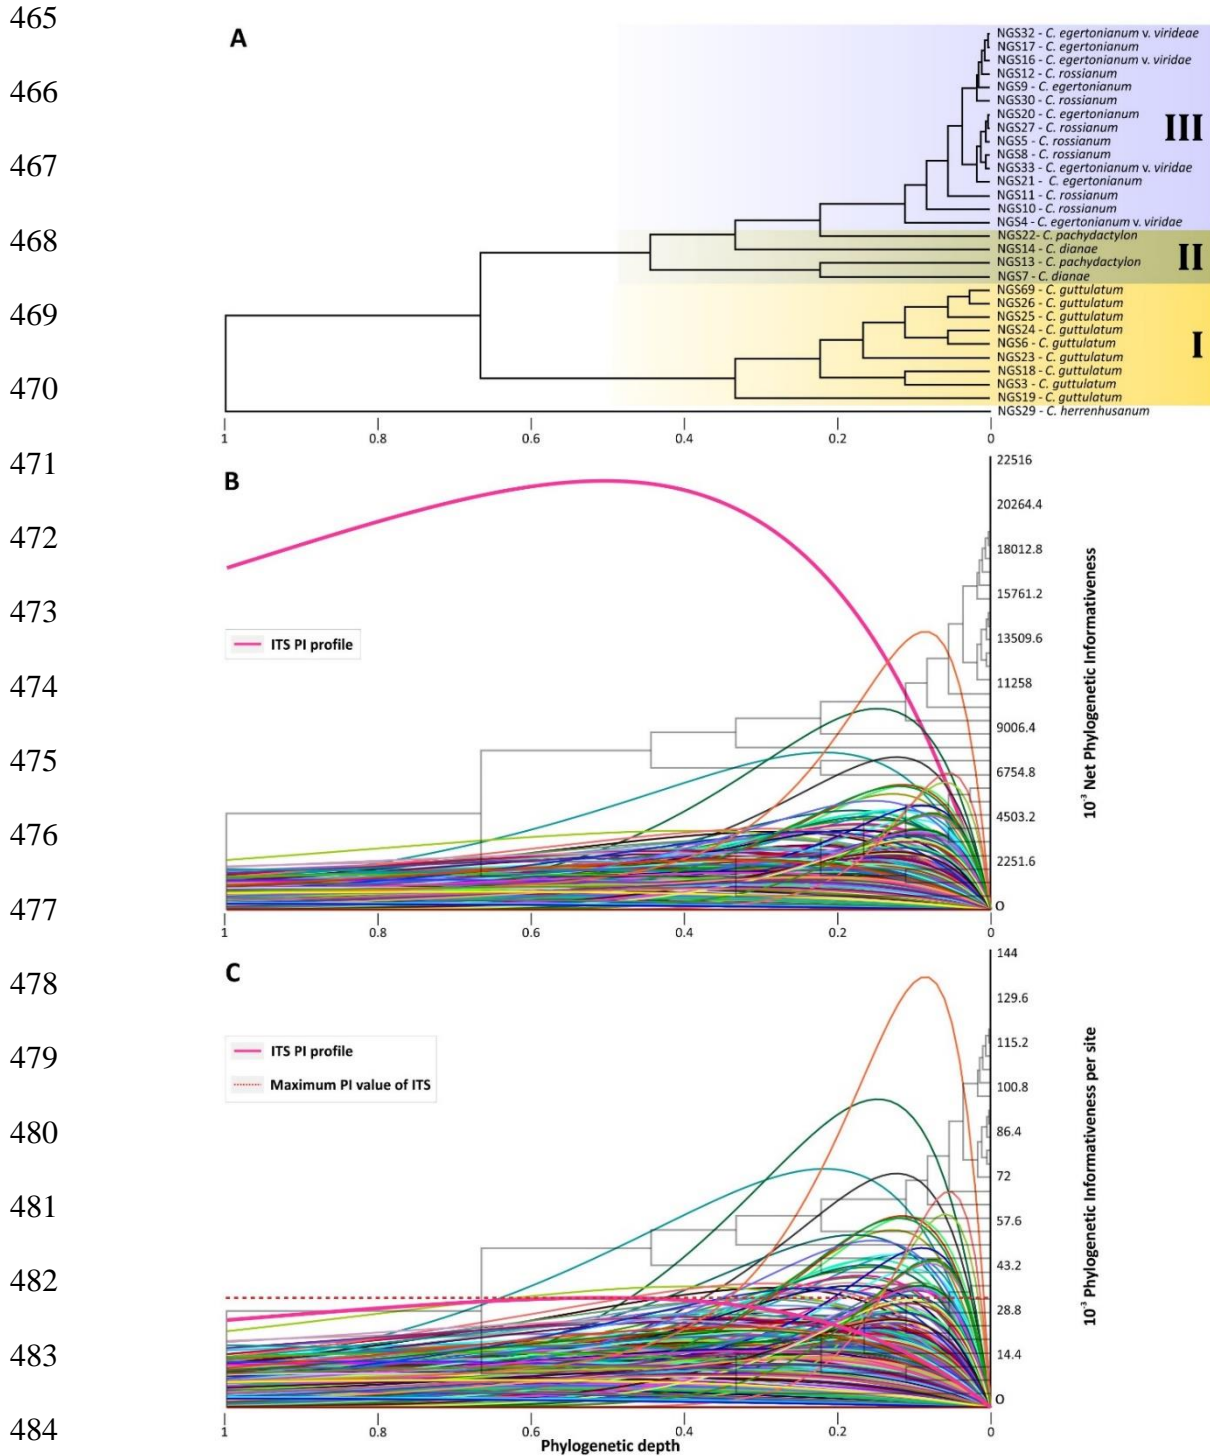 465
A
NGS32 - C. egertonianum v. virideae
NGS17 - C. egertonianum
NGS16 - C. egertonianum v. viridae
NGS12 - C. rossianum
466
NGS9 - C. egertonianum
NGS30 - C. rossianum
NGS20 - C. egertonianum
NGS27 - C. rossianum
III
NGS5 - C. rossianum
NGS8 - C. rossianum
467
NGS33 - C. egertonianum v. viridae
NGS21 - C. egertonianum
NGS11 - C. rossianum
NGS10 - C. rossianum
NGS4 - C. egertonianum v. viridae
468
NGS22- C. pachydactylon
NGS14 - C. dianae
II
NGS13 - C. pachydactylon
NGS7 - C. dianae
NGS69 - C. guttulatum
NGS26 - C. guttulatum
469
NGS25 - C. guttulatum
NGS24 - C. guttulatum
NGS6 - C. guttulatum
I
NGS23 - C. guttulatum
NGS18 - C. guttulatum
470
NGS3 - C. guttulatum
NGS19 - C. guttulatum
NGS29 - C. herrenhusanum
1 0.8 0.6 0.4 0.2 0
471
B
22516
20264.4
472
18012.8
15761.2
473
ITS PI profile
13509.6
474
11258
9006.4
475
6754.8
476
4503.2
2251.6
477
0
10-3 Net Phylogenetic Informativeness
1 0.8 0.6 0.4 0.2 0
478
C
144
129.6
479
ITS PI profile
115.2
Maximum PI value of ITS
100.8
480
86.4
72
481
57.6
482
43.2
28.8
483
14.4
0
10-3 Phylogenetic Informativeness per site
484
1 0.8 0.6 0.4 0.2 0
Phylogenetic depth